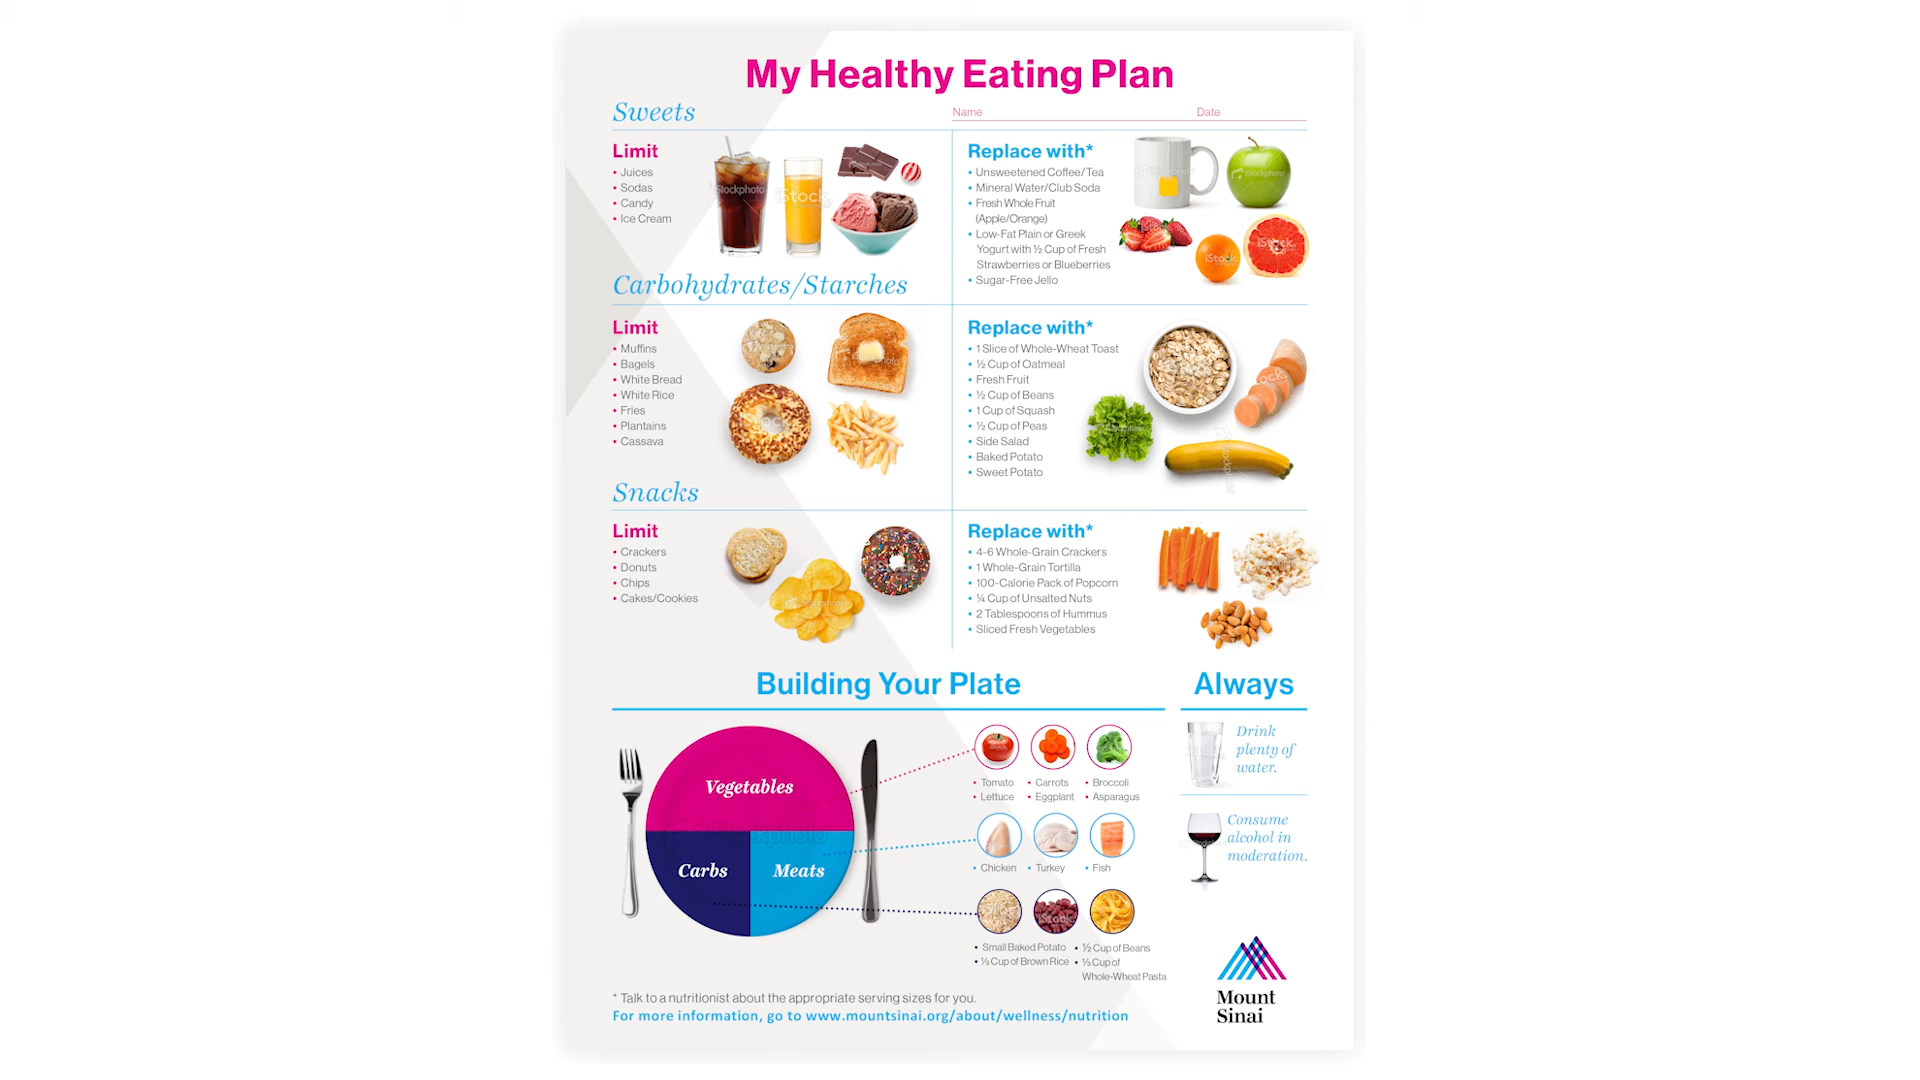 My Healthy Eating Plan
Sweets
Name
Date
Limit
• Juices
• Sodas
• Candy
• Ice Cream
Replace with*
• Unsweetened Coffee/Tea
• Mineral Water/Club Soda
• Fresh Whole Fruit
(Apple/Orange)
• Low-Fat Plain or Greek
Yogurt with ½ Cup of Fresh
Strawberries or Blueberries
• Sugar-Free Jello
iStockphoto
iStock
iStockphoto
iStock
iStock
Carbohydrates/Starches
Limit
• Muffins
• Bagels
• White Bread
• White Rice
• Fries
• Plantains
• Cassava
Replace with*
• 1 Slice of Whole-Wheat Toast
• ½ Cup of Oatmeal
• Fresh Fruit
• ½ Cup of Beans
• 1 Cup of Squash
• ½ Cup of Peas
• Side Salad
• Baked Potato
• Sweet Potato
Snacks
Limit
• Crackers
• Donuts
• Chips
• Cakes/Cookies
Replace with*
• 4-6 Whole-Grain Crackers
• 1 Whole-Grain Tortilla
• 100-Calorie Pack of Popcorn
• ¼ Cup of Unsalted Nuts
• 2 Tablespoons of Hummus
• Sliced Fresh Vegetables
Building Your Plate
Vegetables
Carbs
Meats
• Tomato • Carrots • Broccoli
• Lettuce • Eggplant • Asparagus
• Chicken • Turkey • Fish
iStock
• Small Baked Potato • ½ Cup of Beans
• ⅓ Cup of Brown Rice • ⅓ Cup of
Whole-Wheat Pasta
Always
Drink
plenty of
water.
Consume
alcohol in
moderation.
* Talk to a nutritionist about the appropriate serving sizes for you.
For more information, go to www.mountsinai.org/about/wellness/nutrition
Mount
Sinai